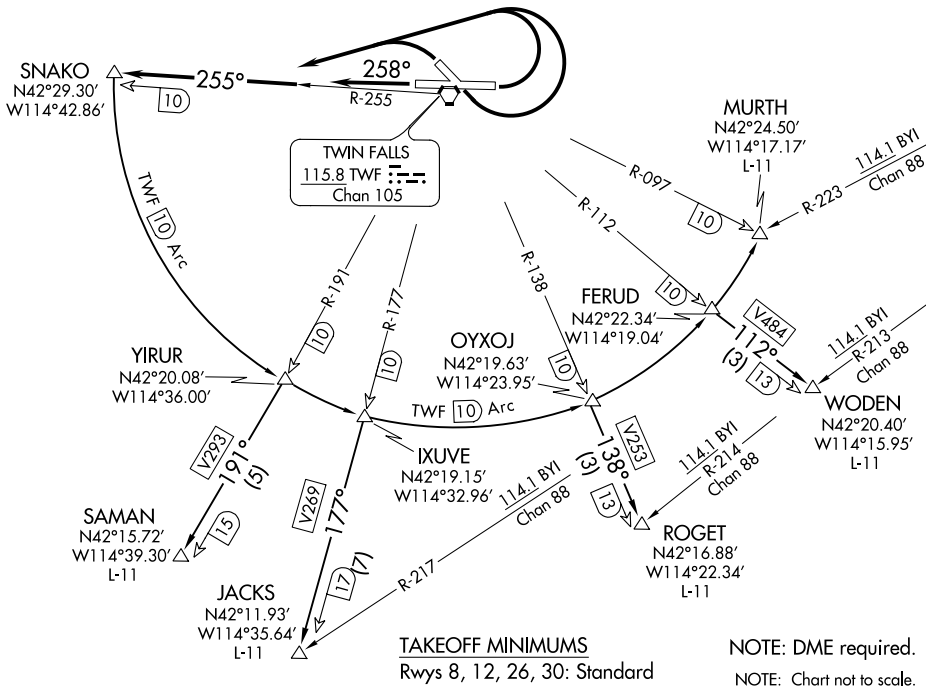 SNAKO
N42°29.30'
W114°42.86'
10
255°
258°
R-255
TWIN FALLS
115.8 TWF
Chan 105
MURTH
N42°24.50'
W114°17.17'
L-11
114.1 BYI
R-223
Chan 88
R-097
10
R-112
10
TWF 10 Arc
R-191
10
R-177
10
R-138
10
FERUD
N42°22.34'
W114°19.04'
V484
112°
(3)
13
114.1 BYI
R-213
Chan 88
WODEN
N42°20.40'
W114°15.95'
L-11
YIRUR
N42°20.08'
W114°36.00'
OYXOJ
N42°19.63'
W114°23.95'
TWF 10 Arc
IXUVE
N42°19.15'
W114°32.96'
V293
191°
(5)
15
SAMAN
N42°15.72'
W114°39.30'
L-11
V269
177°
(7)
17
JACKS
N42°11.93'
W114°35.64'
L-11
114.1 BYI
Chan 88
R-217
V253
138°
(3)
13
114.1 BYI
R-214
Chan 88
ROGET
N42°16.88'
W114°22.34'
L-11
TAKEOFF MINIMUMS
Rwys 8, 12, 26, 30: Standard
NOTE: DME required.
NOTE: Chart not to scale.